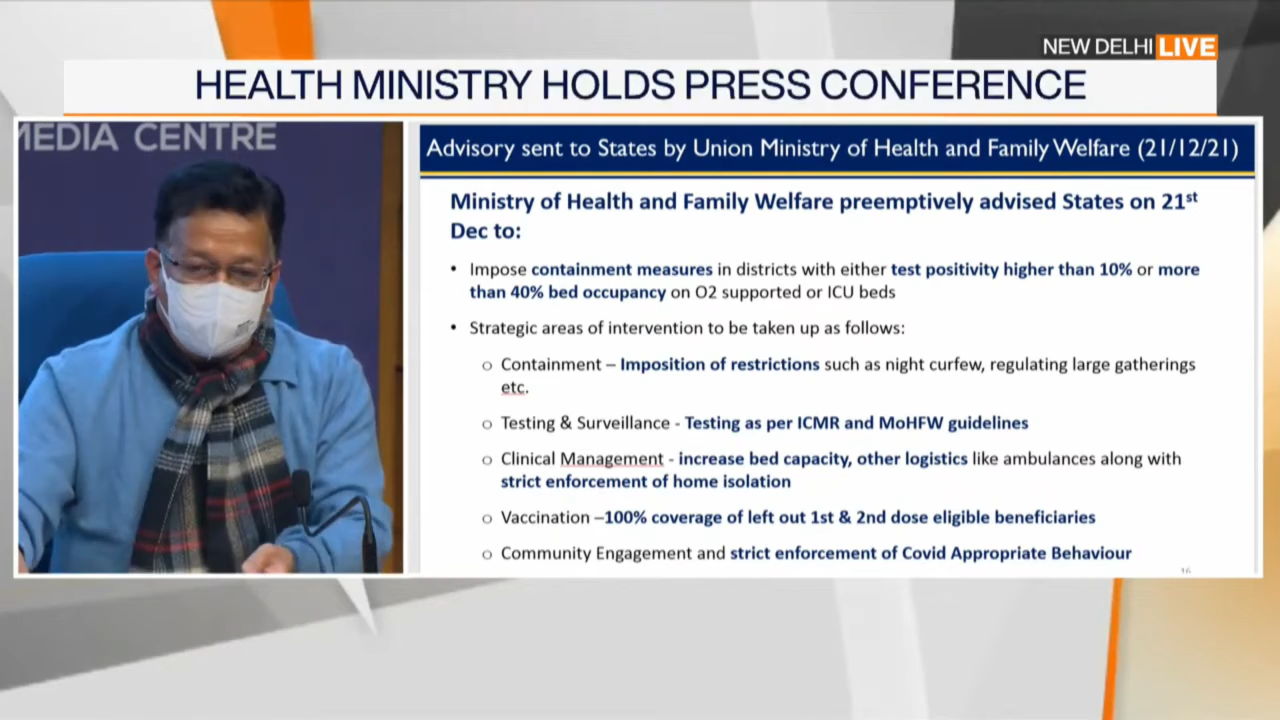 NEW DELHI LIVE
HEALTH MINISTRY HOLDS PRESS CONFERENCE
MEDIA CENTRE
Advisory sent to States by Union Ministry of Health and Family Welfare (21/12/21)
Ministry of Health and Family Welfare preemptively advised States on 21st
Dec to:
• Impose containment measures in districts with either test positivity higher than 10% or more
than 40% bed occupancy on O2 supported or ICU beds
• Strategic areas of intervention to be taken up as follows:
o Containment – Imposition of restrictions such as night curfew, regulating large gatherings
etc.
o Testing & Surveillance - Testing as per ICMR and MoHFW guidelines
o Clinical Management - increase bed capacity, other logistics like ambulances along with
strict enforcement of home isolation
o Vaccination –100% coverage of left out 1st & 2nd dose eligible beneficiaries
o Community Engagement and strict enforcement of Covid Appropriate Behaviour
16